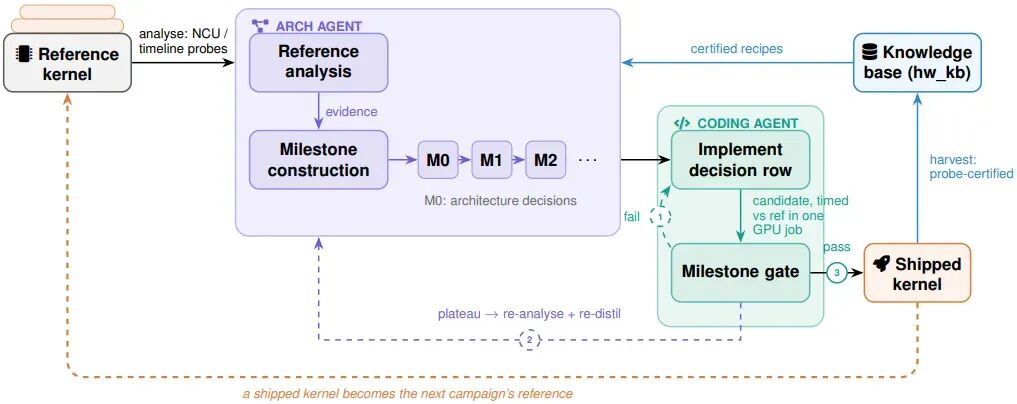 Reference
kernel
analyse: NCU /
timeline probes
ARCH AGENT
Reference
analysis
evidence
Milestone
construction
M0
M1
M2
...
M0: architecture decisions
certified recipes
Knowledge
base (hw_kb)
CODING AGENT
Implement
decision row
fail
1
candidate, timed
vs ref in one
GPU job
Milestone gate
pass
3
harvest:
probe-certified
Shipped
kernel
plateau → re-analyse + re-distil
2
a shipped kernel becomes the next campaign's reference